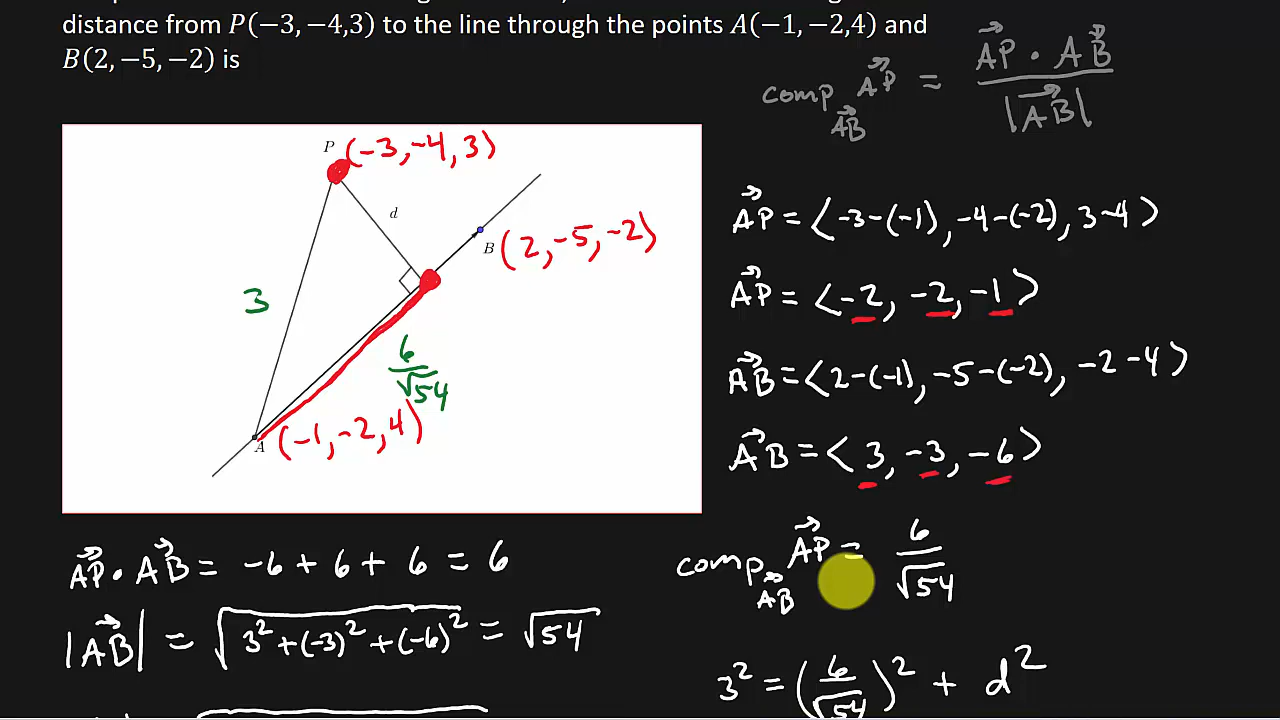 distance from P(−3, −4,3) to the line through the points A(−1, −2,4) and
B(2, −5, −2) is
comp_AB→ AP→ = (AP→ · AB→) / |AB→|
P (-3, -4, 3)
d
B (2, -5, -2)
3
6/√54
A (-1, -2, 4)
AP→ = ⟨-3-(-1), -4-(-2), 3-4⟩
AP→ = ⟨-2, -2, -1⟩
AB→ = ⟨2-(-1), -5-(-2), -2-4⟩
AB→ = ⟨3, -3, -6⟩
AP→ · AB→ = -6 + 6 + 6 = 6
|AB→| = √(3² + (-3)² + (-6)²) = √54
comp_AB→ AP→ = 6/√54
3² = (6/√54)² + d²